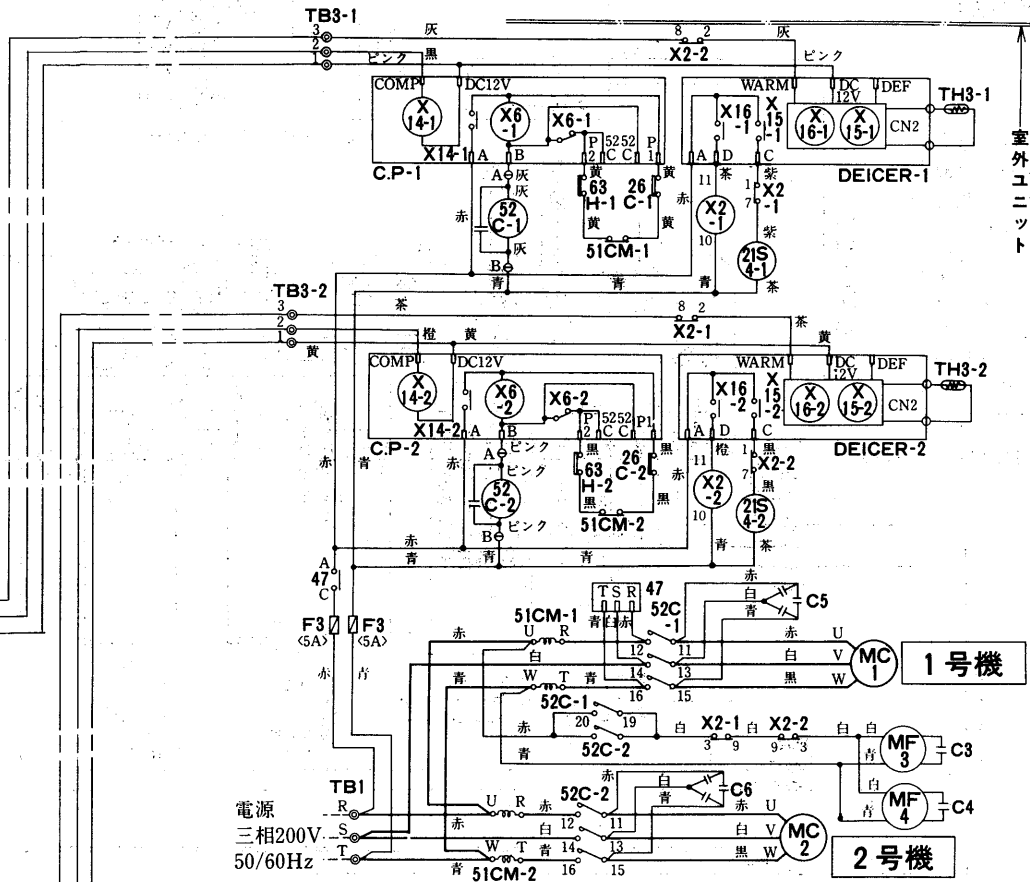 TB3-1
3 灰 8 2 灰
2 黒 X2-2
1 ピンク ピンク
COMP DC12V WARM DC 12V DEF TH3-1
X 14-1 X6 -1 X6-1 X16 -1 X 15 -1 X 16-1 X 15-1 CN2
X14-1 A B P 2 52 C 52 C P 1 A D C
C.P-1 DEICER-1
室外ユニット
A 灰 黄 黄 11 茶 紫
灰 63 H-1 26 C-1 赤 1 X2 -1
赤 52 C-1 黄 黄 X2 -1 7
51CM-1 10 紫
灰 21S 4-1
B 青 青 青 茶
TB3-2
3 茶 8 2 茶
2 橙 黄 X2-1 黄
1 黄
COMP DC12V WARM DC 12V DEF TH3-2
X 14-2 X6 -2 X6-2 X16 -2 X 15 -2 X 16-2 X 15-2 CN2
X14-2 A B P 2 52 C 52 C P1 A D C
C.P-2 DEICER-2
赤 青 A ピンク 黒 黒 11 橙 黒
赤 ピンク 63 H-2 26 C-2 赤 1 X2-2
52 C-2 黒 黒 X2 -2 7 黒
51CM-2 10
ピンク 21S 4-2
B 青 茶
赤
青 青 青
A
47
C
F3 <5A> F3 <5A>
赤 青
T S R 47
青 白 赤 52C -1 赤 白 青 C5
51CM-1
赤 U R 12 11 赤 U
白 14 13 白 V MC 1 1号機
青 W T 16 15 黒 W
52C-1
20 19
赤 52C-2 白 X2-1 白 X2-2 白 白
3 9 9 3
青 青 MF 3 C3
白
青 MF 4 C4
TB1
電源 R
三相200V S
50/60Hz T
52C-2 赤 白 青 C6
U R 赤 12 11 赤 U
赤 白 14 13 白 V MC 2
W T 青 16 15 黒 W
青 51CM-2
2号機